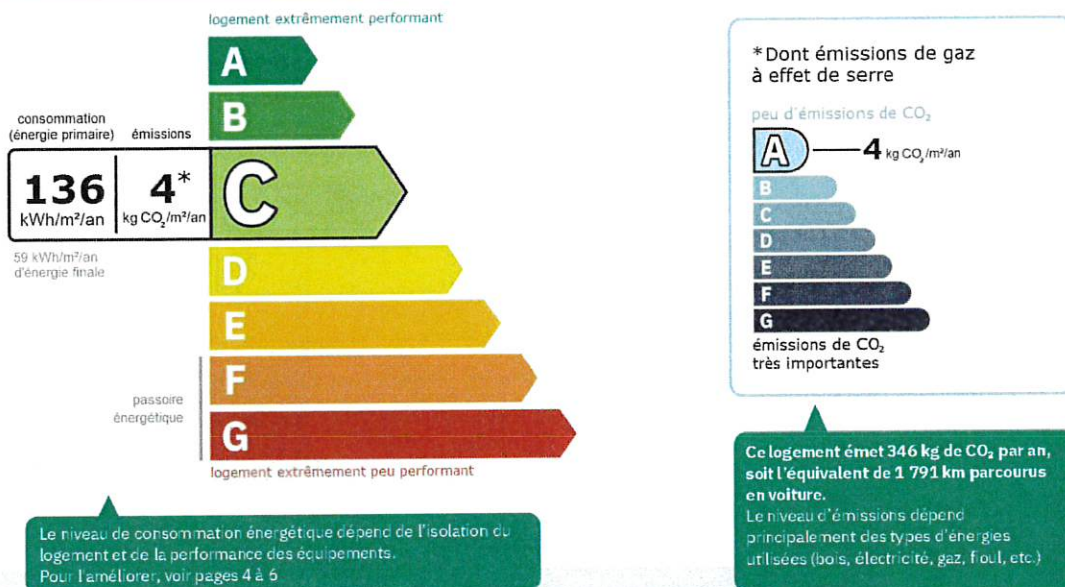 logement extrêmement performant
A
B
consommation
(énergie primaire)
émissions
136
kWh/m²/an
4*
kg CO₂/m²/an
C
59 kWh/m²/an
d'énergie finale
D
E
F
passoire
énergétique
G
logement extrêmement peu performant
Le niveau de consommation énergétique dépend de l'isolation du
logement et de la performance des équipements.
Pour l'améliorer, voir pages 4 à 6
*Dont émissions de gaz
à effet de serre
peu d'émissions de CO₂
A
4 kg CO₂/m²/an
B
C
D
E
F
G
émissions de CO₂
très importantes
Ce logement émet 346 kg de CO₂ par an,
soit l'équivalent de 1 791 km parcourus
en voiture.
Le niveau d'émissions dépend
principalement des types d'énergies
utilisées (bois, électricité, gaz, fioul, etc.)